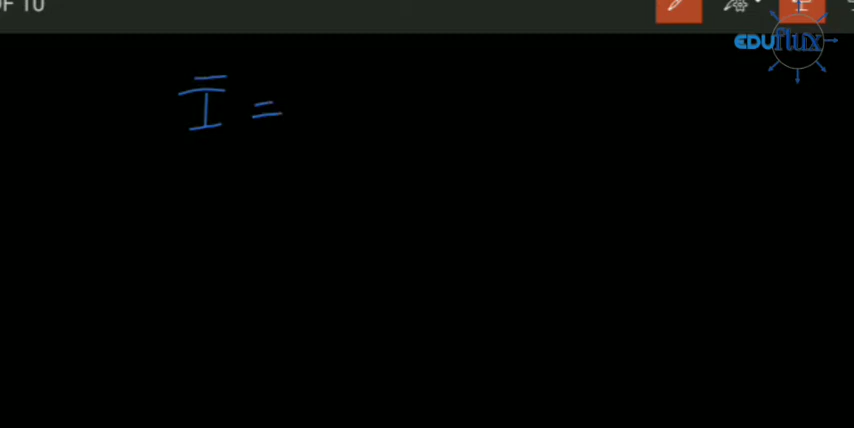 OF 10
EDUflux
Ī =